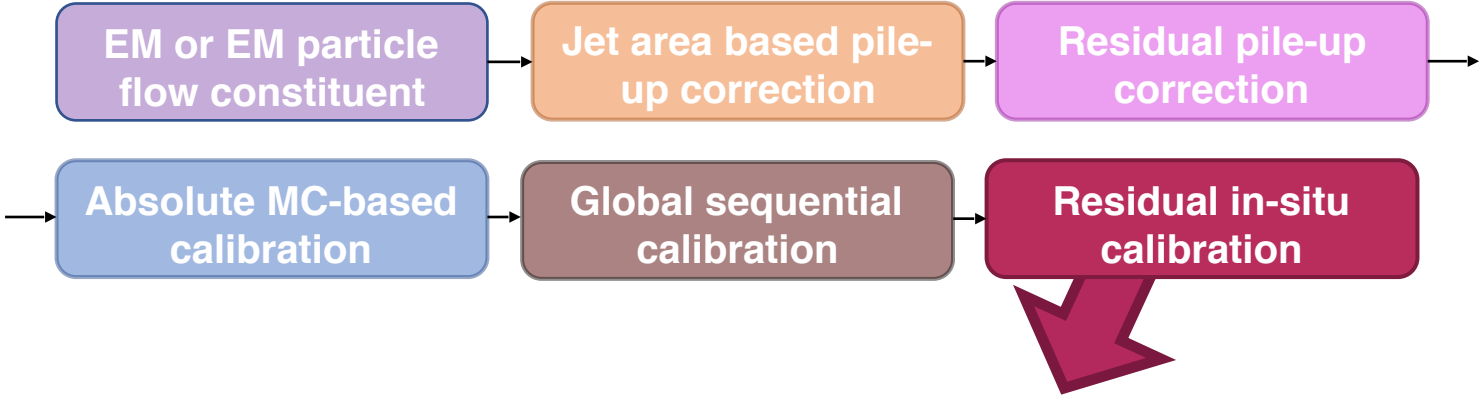 EM or EM particle
flow constituent
Jet area based pile-
up correction
Residual pile-up
correction
Absolute MC-based
calibration
Global sequential
calibration
Residual in-situ
calibration